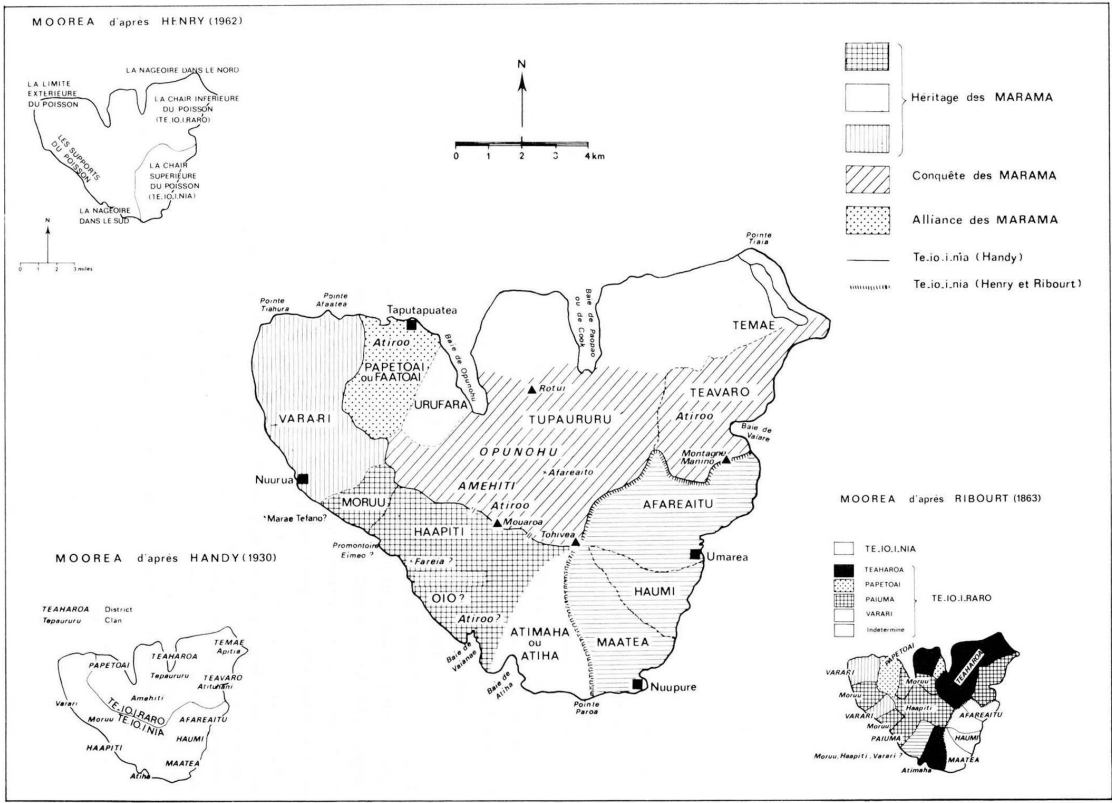 MOOREA d'après HENRY (1962)
LA NAGEOIRE DANS LE NORD
LA LIMITE
EXTÉRIEURE
DU POISSON
LA CHAIR INFERIEURE
DU POISSON
(TE.IO.I.RARO)
LES SUPPORTS
DU POISSON
LA CHAIR
SUPERIEURE
DU POISSON
(TE.IO.I.NIA)
LA NAGEOIRE
DANS LE SUD
N
0 1 2 3 miles
N
0 1 2 3 4 km
Héritage des MARAMA
Conquête des MARAMA
Alliance des MARAMA
Te.io.i.nia (Handy)
Te.io.i.nia (Henry et Ribourt)
Pointe
Tiaia
Pointe
Tiahura
Pointe
Afaatea
Taputapuatea
Baie de Paopao
ou de Cook
TEMAE
Atiroo
PAPETOAI
ou FAATOAI
Baie de Opunohu
URUFARA
Rotui
TEAVARO
Atiroo
VARARI
TUPAURURU
Baie de
Vaiare
OPUNOHU
Afareaito
Montagne
Manino
Nuurua
AMEHITI
MORUU
Atiroo
AFAREAITU
Marae Tefano?
HAAPITI
Mouaroa
Tohivea
Promontoire
Eimeo ?
Fareia ?
Umarea
OIO ?
HAUMI
Atiroo ?
ATIMAHA
OU
ATIHA
MAATEA
Baie de
Vaianae
Baie de
Atiha
Nuupure
Pointe
Paroa
MOOREA d'après HANDY (1930)
TEAHAROA District
Tepaururu Clan
PAPETOAI
TEAHAROA
Tepaururu
TEMAE
Apitia
TEAVARO
Amehiti
Varari
TE.IO.I.RARO
Moruu TE.IO.I.NIA
AFAREAITU
HAAPITI
HAUMI
MAATEA
Atiha
MOOREA d'après RIBOURT (1863)
TE.IO.I.NIA
TEAHAROA
PAPETOAI
PAIUMA
VARARI
Indéterminé
TE.IO.I.RARO
PAPETOAI
VARARI
Moruu
TEAHAROA
Moruu
Haapiti
VARARI
Moruu
AFAREAITU
PAIUMA
HAUMI
Moruu, Haapiti, Varari ?
MAATEA
Atimaha